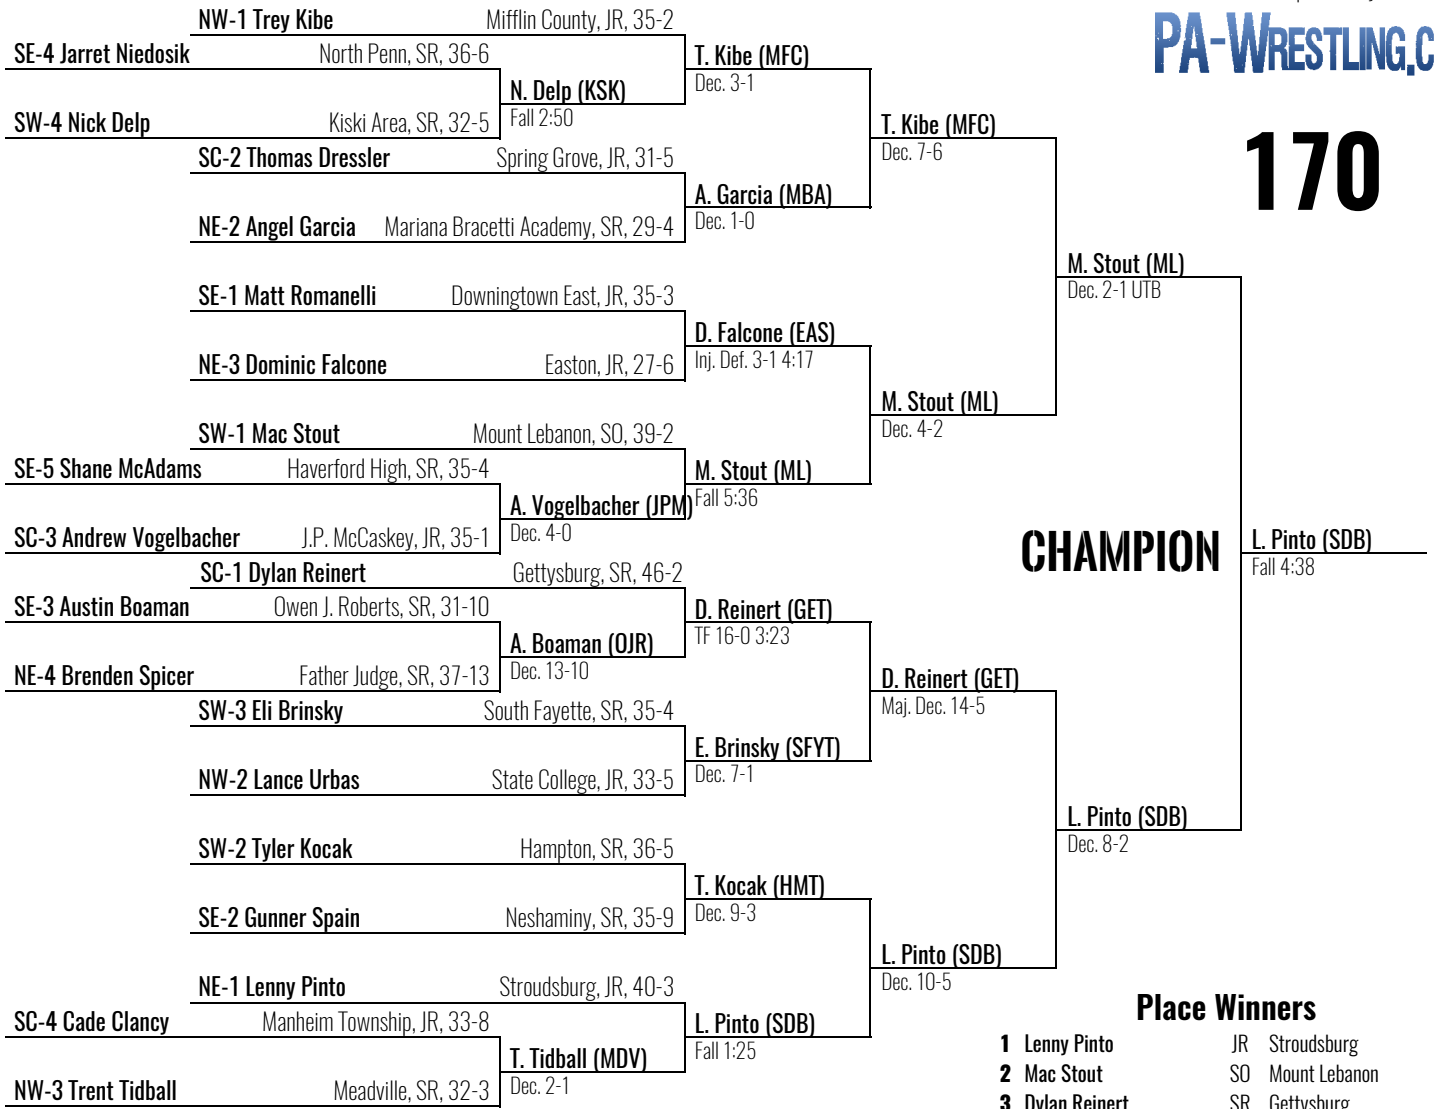 NW-1 Trey Kibe Mifflin County, JR, 35-2
SE-4 Jarret Niedosik North Penn, SR, 36-6
T. Kibe (MFC)
Dec. 3-1
PA-WRESTLING.C
N. Delp (KSK)
Fall 2:50
SW-4 Nick Delp Kiski Area, SR, 32-5
T. Kibe (MFC)
Dec. 7-6
170
SC-2 Thomas Dressler Spring Grove, JR, 31-5
A. Garcia (MBA)
Dec. 1-0
NE-2 Angel Garcia Mariana Bracetti Academy, SR, 29-4
M. Stout (ML)
Dec. 2-1 UTB
SE-1 Matt Romanelli Downingtown East, JR, 35-3
D. Falcone (EAS)
Inj. Def. 3-1 4:17
NE-3 Dominic Falcone Easton, JR, 27-6
M. Stout (ML)
Dec. 4-2
SW-1 Mac Stout Mount Lebanon, SO, 39-2
SE-5 Shane McAdams Haverford High, SR, 35-4
M. Stout (ML)
Fall 5:36
A. Vogelbacher (JPM)
Dec. 4-0
SC-3 Andrew Vogelbacher J.P. McCaskey, JR, 35-1
CHAMPION
L. Pinto (SDB)
Fall 4:38
SC-1 Dylan Reinert Gettysburg, SR, 46-2
SE-3 Austin Boaman Owen J. Roberts, SR, 31-10
D. Reinert (GET)
TF 16-0 3:23
A. Boaman (OJR)
Dec. 13-10
NE-4 Brenden Spicer Father Judge, SR, 37-13
D. Reinert (GET)
Maj. Dec. 14-5
SW-3 Eli Brinsky South Fayette, SR, 35-4
E. Brinsky (SFYT)
Dec. 7-1
NW-2 Lance Urbas State College, JR, 33-5
L. Pinto (SDB)
Dec. 8-2
SW-2 Tyler Kocak Hampton, SR, 36-5
T. Kocak (HMT)
Dec. 9-3
SE-2 Gunner Spain Neshaminy, SR, 35-9
L. Pinto (SDB)
Dec. 10-5
NE-1 Lenny Pinto Stroudsburg, JR, 40-3
SC-4 Cade Clancy Manheim Township, JR, 33-8
L. Pinto (SDB)
Fall 1:25
T. Tidball (MDV)
Dec. 2-1
NW-3 Trent Tidball Meadville, SR, 32-3
Place Winners
1 Lenny Pinto JR Stroudsburg
2 Mac Stout SO Mount Lebanon
3 Dylan Reinert SR Gettysburg